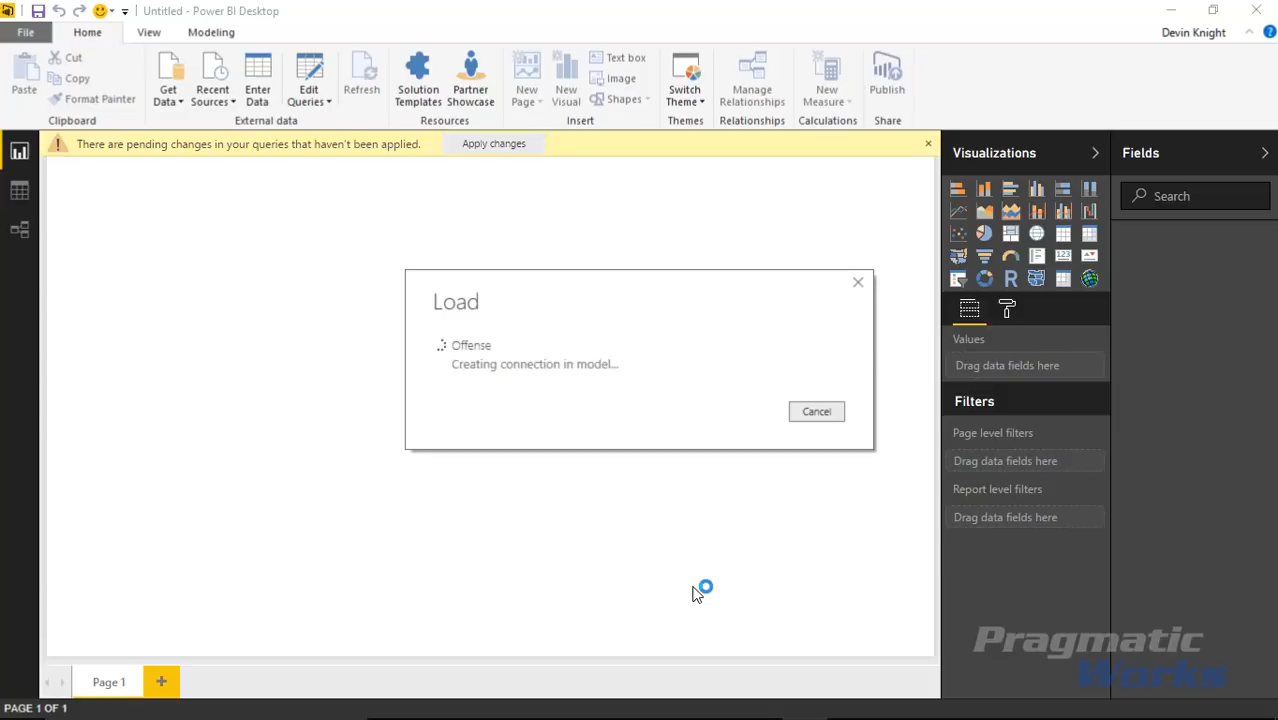 Untitled - Power BI Desktop
File
Home
View
Modeling
Devin Knight
Paste
Cut
Copy
Format Painter
Clipboard
Get
Data
Recent
Sources
Enter
Data
Edit
Queries
Refresh
External data
Solution
Templates
Partner
Showcase
Resources
New
Page
New
Visual
Text box
Image
Shapes
Insert
Switch
Theme
Themes
Manage
Relationships
Relationships
New
Measure
Calculations
Publish
Share
There are pending changes in your queries that haven't been applied.
Apply changes
Load
Offense
Creating connection in model...
Cancel
Visualizations
R
123
Values
Drag data fields here
Filters
Page level filters
Drag data fields here
Report level filters
Drag data fields here
Fields
Search
Pragmatic
Works
Page 1
PAGE 1 OF 1